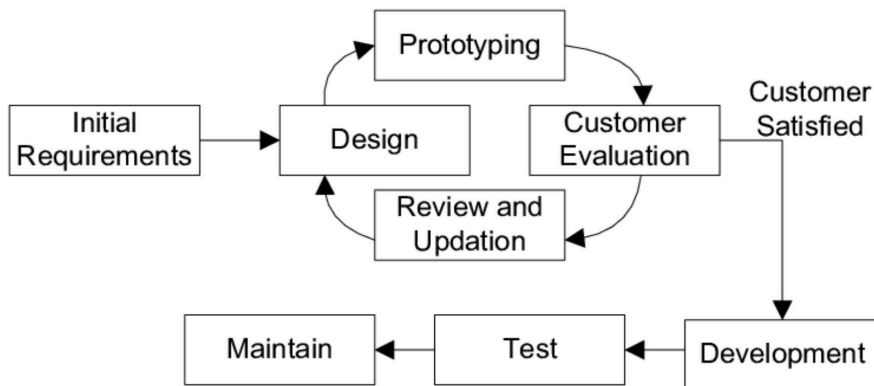 Prototyping
Initial
Requirements
Design
Customer
Evaluation
Customer
Satisfied
Review and
Updation
Maintain
Test
Development